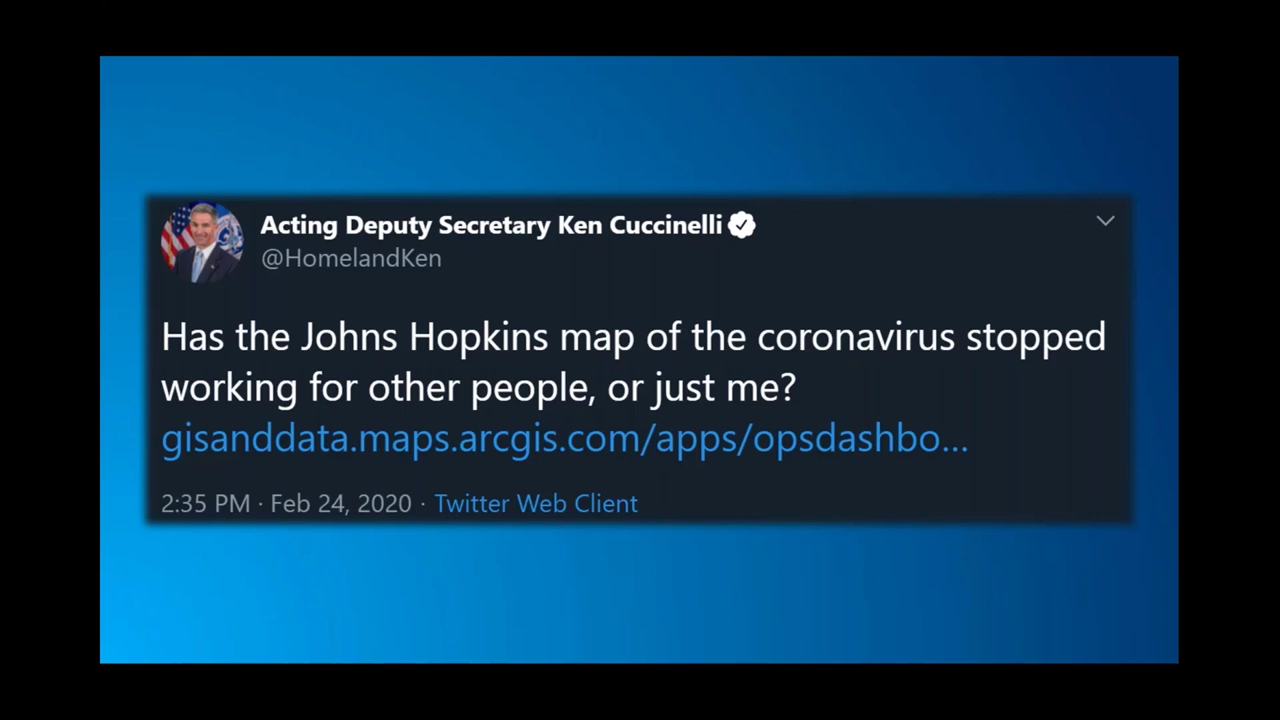 Acting Deputy Secretary Ken Cuccinelli
@HomelandKen
Has the Johns Hopkins map of the coronavirus stopped
working for other people, or just me?
gisanddata.maps.arcgis.com/apps/opsdashbo...
2:35 PM · Feb 24, 2020 · Twitter Web Client